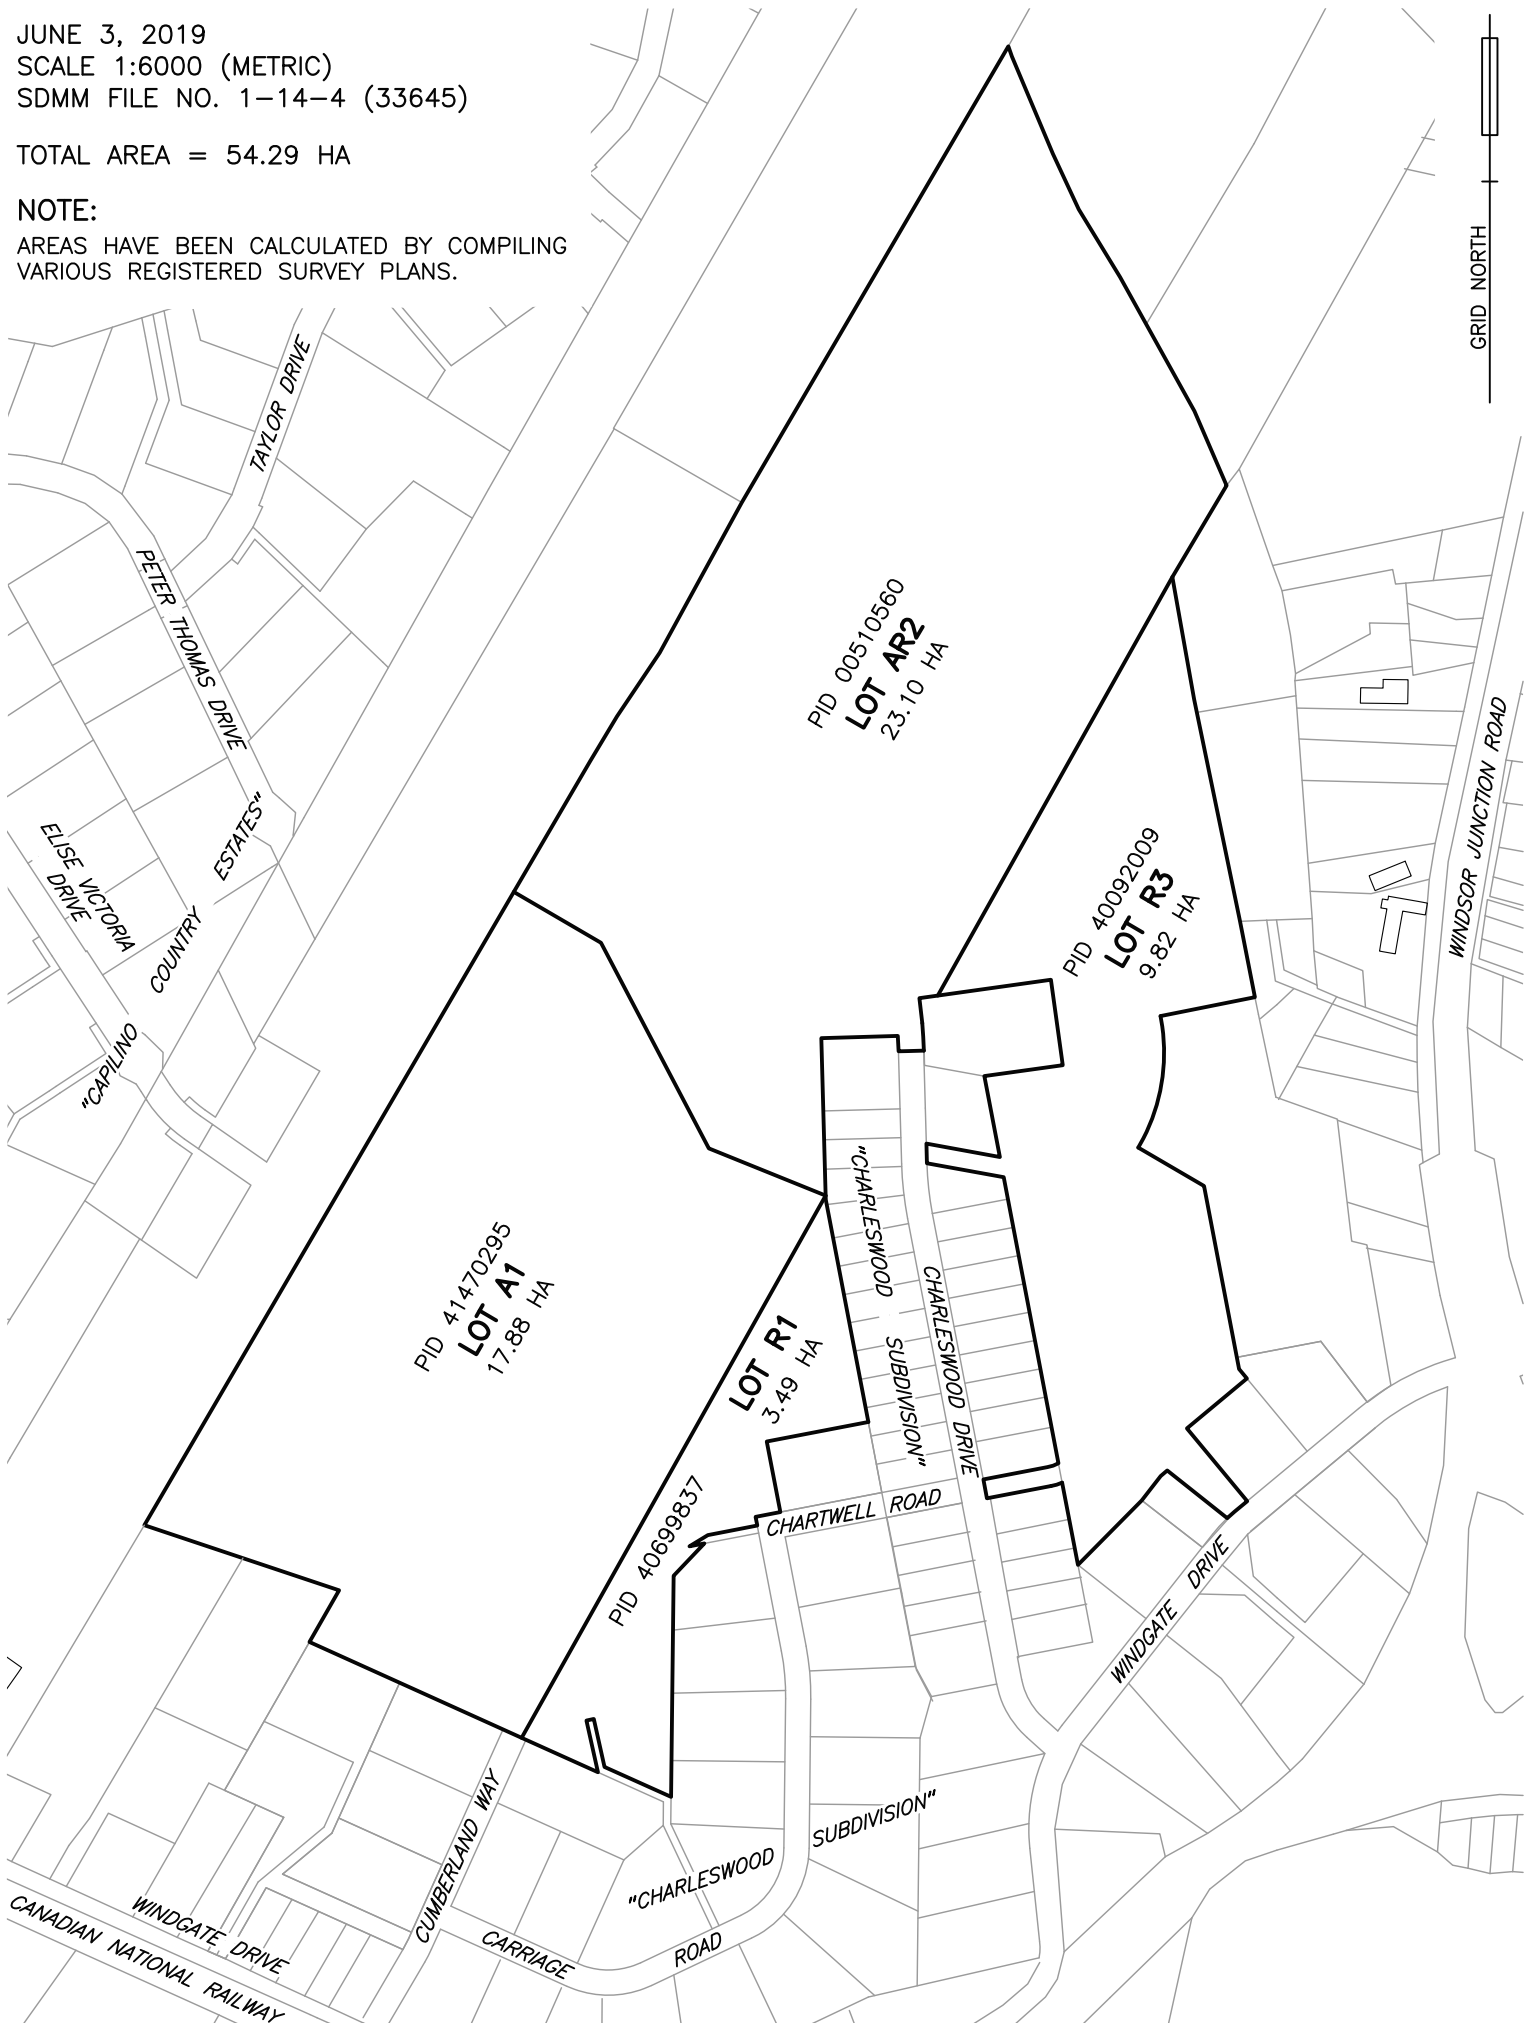 JUNE 3, 2019
SCALE 1:6000 (METRIC)
SDMM FILE NO. 1-14-4 (33645)
TOTAL AREA = 54.29 HA
NOTE:
AREAS HAVE BEEN CALCULATED BY COMPILING
VARIOUS REGISTERED SURVEY PLANS.
GRID NORTH
TAYLOR DRIVE
PETER THOMAS DRIVE
ELISE VICTORIA
DRIVE
"CAPILINO
COUNTRY
ESTATES"
PID 00510560
LOT AR2
23.10 HA
PID 40092009
LOT R3
9.82 HA
WINDSOR JUNCTION ROAD
PID 41470295
LOT A1
17.88 HA
LOT R1
3.49 HA
PID 40699837
"CHARLESWOOD
SUBDIVISION"
CHARLESWOOD DRIVE
CHARTWELL ROAD
WINDGATE DRIVE
"CHARLESWOOD
SUBDIVISION"
CUMBERLAND WAY
CARRIAGE
ROAD
WINDGATE DRIVE
CANADIAN NATIONAL RAILWAY